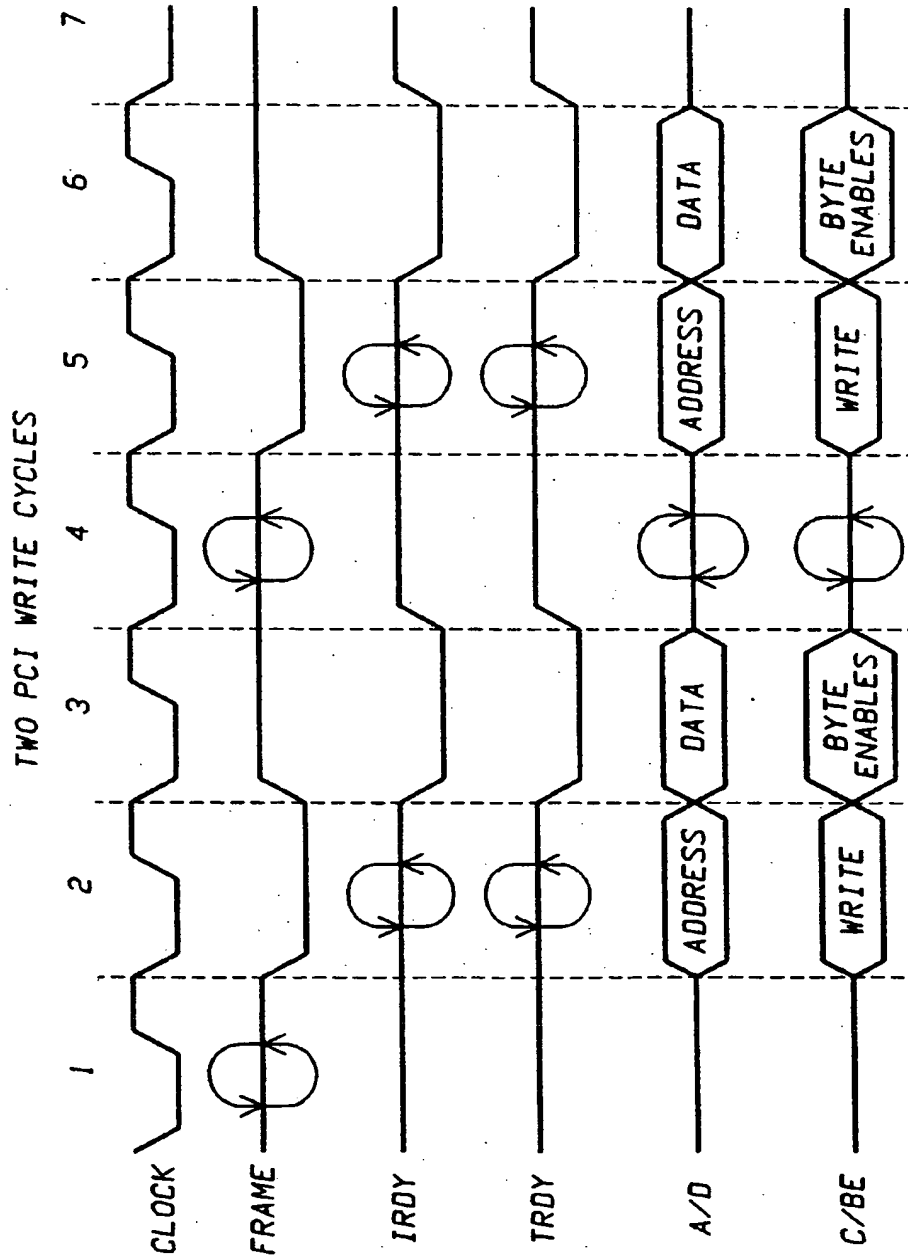 TWO PCI WRITE CYCLES
1 2 3 4 5 6 7
CLOCK
FRAME
IRDY
TRDY
A/D ADDRESS DATA ADDRESS DATA
C/BE WRITE BYTE ENABLES WRITE BYTE ENABLES